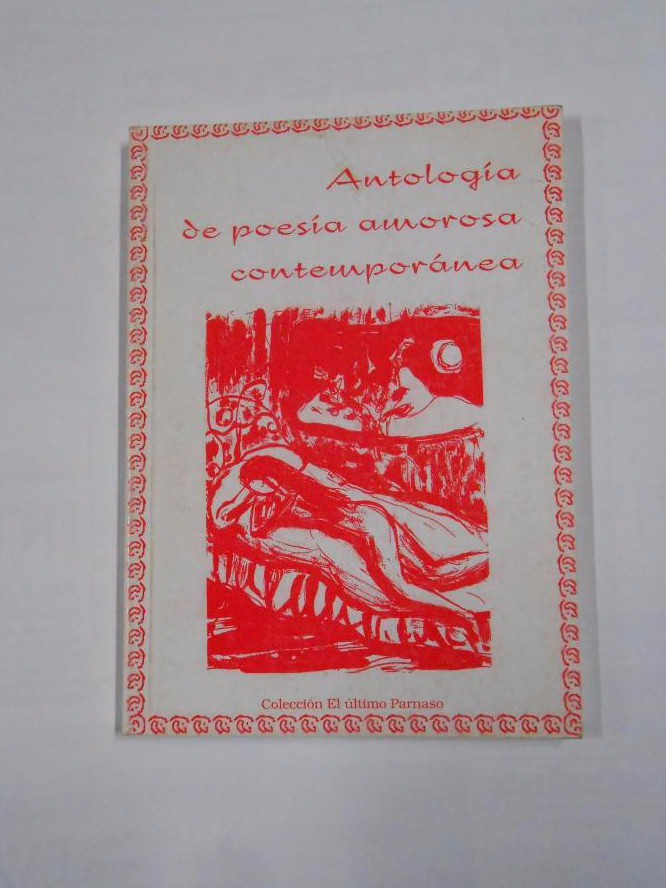 Antología
de poesía amorosa
contemporánea
Colección El último Parnaso